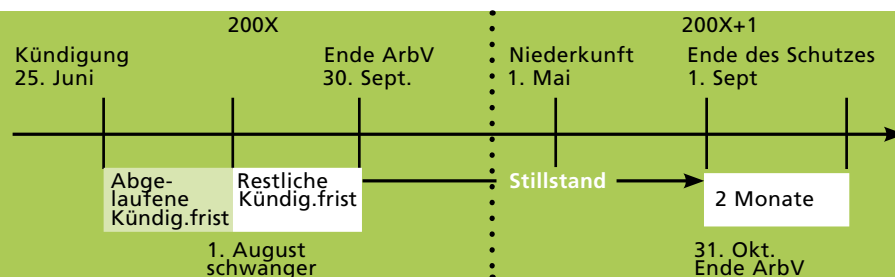 200X
200X+1
Kündigung
25. Juni
Ende ArbV
30. Sept.
Niederkunft
1. Mai
Ende des Schutzes
1. Sept
Abge-
laufene
Kündig.frist
Restliche
Kündig.frist
Stillstand
2 Monate
1. August
schwanger
31. Okt.
Ende ArbV